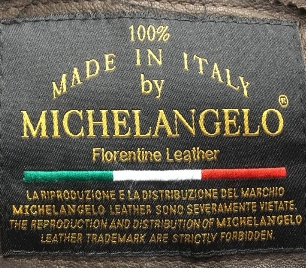 100%
MADE IN ITALY
by
MICHELANGELO®
Florentine Leather
LA RIPRODUZIONE E LA DISTRIBUZIONE DEL MARCHIO
MICHELANGELO LEATHER SONO SEVERAMENTE VIETATE.
THE REPRODUCTION AND DISTRIBUTION OF MICHELANGELO
LEATHER TRADEMARK ARE STRICTLY FORBIDDEN.